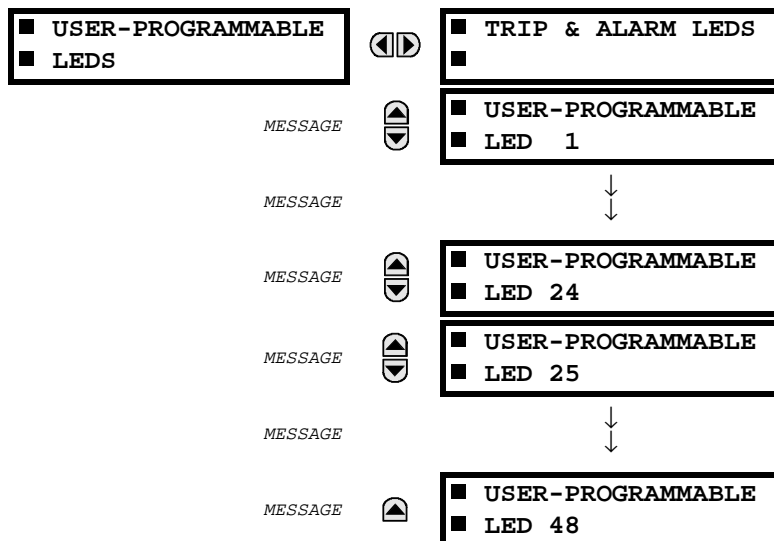 ■ USER-PROGRAMMABLE
■ LEDS
■ TRIP & ALARM LEDS
■
MESSAGE
■ USER-PROGRAMMABLE
■ LED 1
MESSAGE
↓
↓
MESSAGE
■ USER-PROGRAMMABLE
■ LED 24
MESSAGE
■ USER-PROGRAMMABLE
■ LED 25
MESSAGE
↓
↓
MESSAGE
■ USER-PROGRAMMABLE
■ LED 48